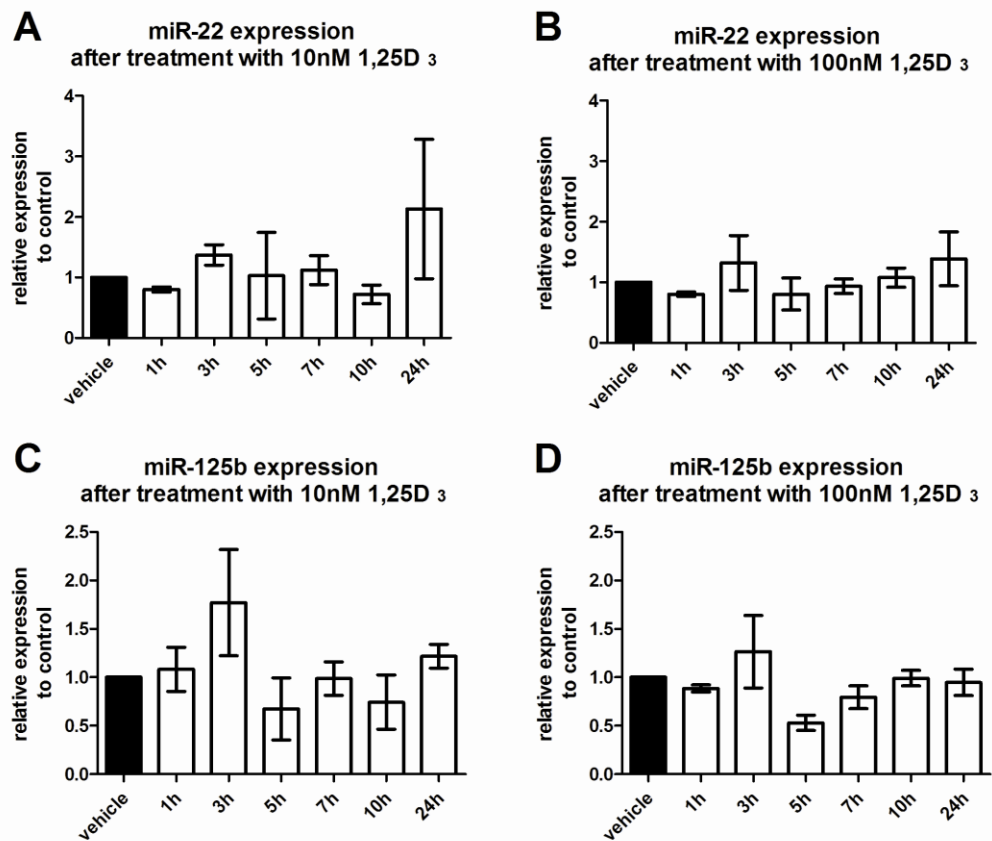 A
miR-22 expression
after treatment with 10nM 1,25D 3
relative expression
to control
4
3
2
1
0
vehicle
1h
3h
5h
7h
10h
24h
B
miR-22 expression
after treatment with 100nM 1,25D 3
relative expression
to control
4
3
2
1
0
vehicle
1h
3h
5h
7h
10h
24h
C
miR-125b expression
after treatment with 10nM 1,25D 3
relative expression
to control
2.5
2.0
1.5
1.0
0.5
0.0
vehicle
1h
3h
5h
7h
10h
24h
D
miR-125b expression
after treatment with 100nM 1,25D 3
relative expression
to control
2.5
2.0
1.5
1.0
0.5
0.0
vehicle
1h
3h
5h
7h
10h
24h